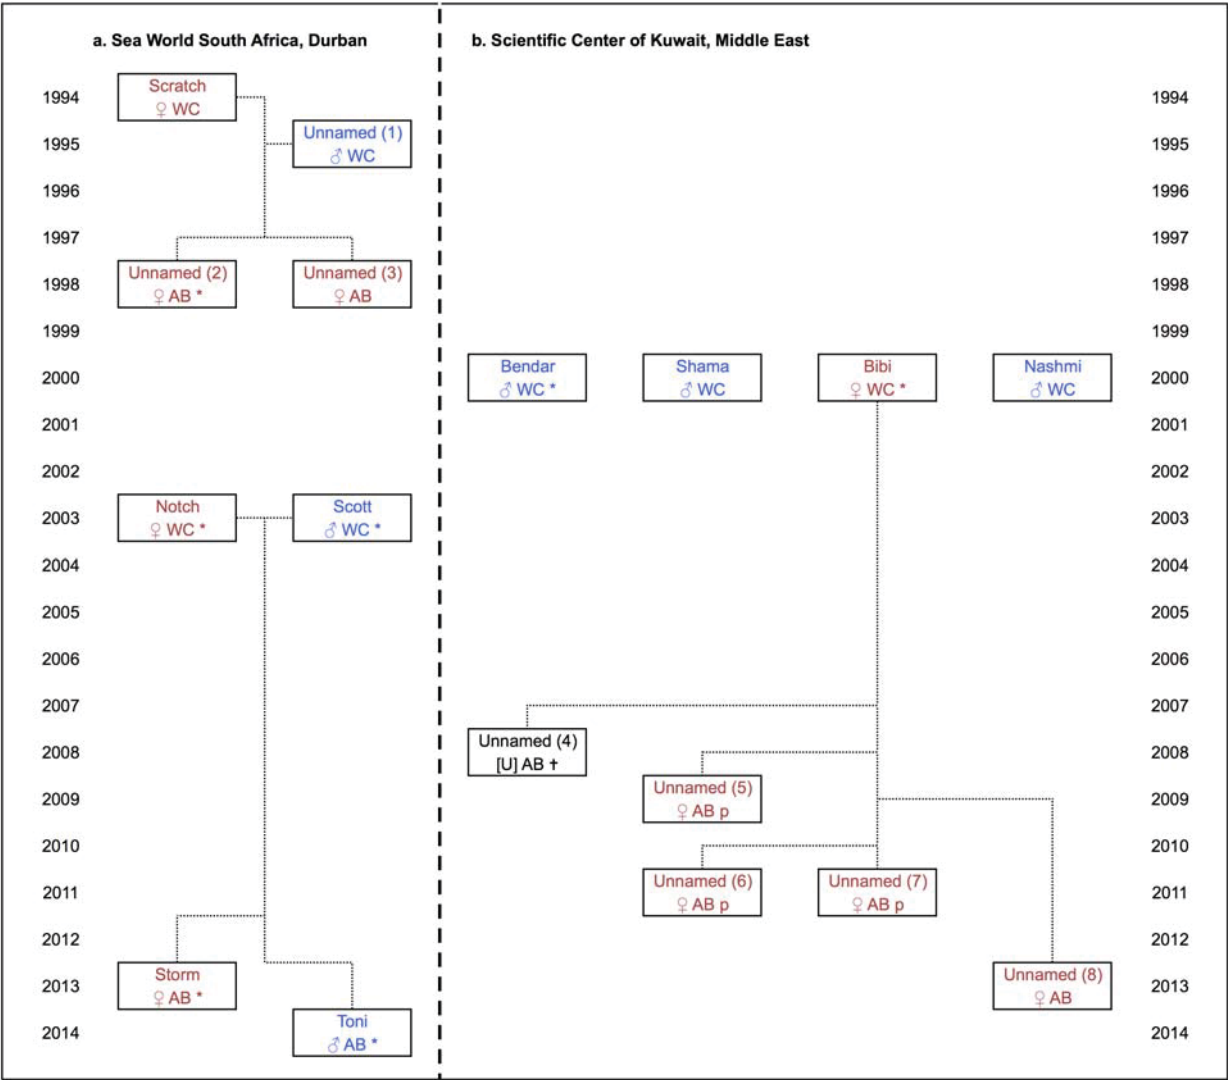 a. Sea World South Africa, Durban
b. Scientific Center of Kuwait, Middle East
1994
Scratch
♀ WC
1994
1995
Unnamed (1)
♂ WC
1995
1996
1996
1997
1997
1998
Unnamed (2)
♀ AB *
Unnamed (3)
♀ AB
1998
1999
1999
2000
Bendar
♂ WC *
Shama
♂ WC
Bibi
♀ WC *
Nashmi
♂ WC
2000
2001
2001
2002
2002
2003
Notch
♀ WC *
Scott
♂ WC *
2003
2004
2004
2005
2005
2006
2006
2007
2007
2008
Unnamed (4)
[U] AB ✝
2008
2009
Unnamed (5)
♀ AB p
2009
2010
2010
2011
Unnamed (6)
♀ AB p
Unnamed (7)
♀ AB p
2011
2012
2012
2013
Storm
♀ AB *
Unnamed (8)
♀ AB
2013
2014
Toni
♂ AB *
2014